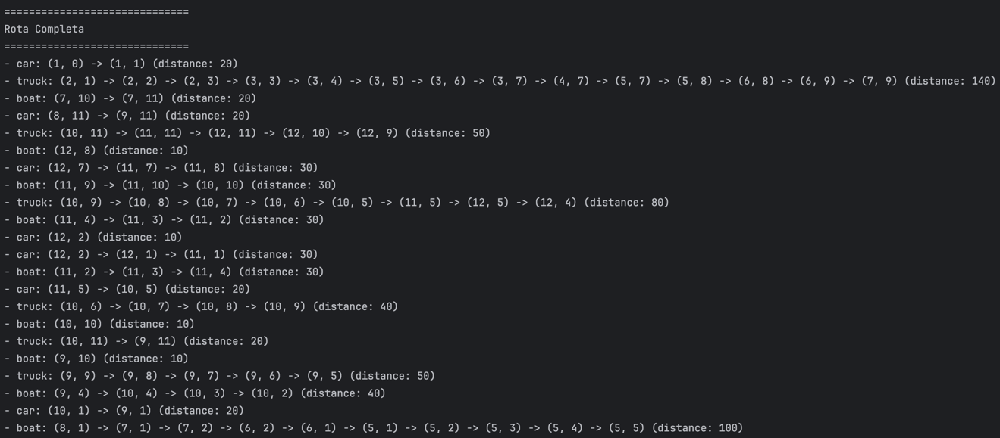 ==============================
Rota Completa
==============================
- car: (1, 0) -> (1, 1) (distance: 20)
- truck: (2, 1) -> (2, 2) -> (2, 3) -> (3, 3) -> (3, 4) -> (3, 5) -> (3, 6) -> (3, 7) -> (4, 7) -> (5, 7) -> (5, 8) -> (6, 8) -> (6, 9) -> (7, 9) (distance: 140)
- boat: (7, 10) -> (7, 11) (distance: 20)
- car: (8, 11) -> (9, 11) (distance: 20)
- truck: (10, 11) -> (11, 11) -> (12, 11) -> (12, 10) -> (12, 9) (distance: 50)
- boat: (12, 8) (distance: 10)
- car: (12, 7) -> (11, 7) -> (11, 8) (distance: 30)
- boat: (11, 9) -> (11, 10) -> (10, 10) (distance: 30)
- truck: (10, 9) -> (10, 8) -> (10, 7) -> (10, 6) -> (10, 5) -> (11, 5) -> (12, 5) -> (12, 4) (distance: 80)
- boat: (11, 4) -> (11, 3) -> (11, 2) (distance: 30)
- car: (12, 2) (distance: 10)
- car: (12, 2) -> (12, 1) -> (11, 1) (distance: 30)
- boat: (11, 2) -> (11, 3) -> (11, 4) (distance: 30)
- car: (11, 5) -> (10, 5) (distance: 20)
- truck: (10, 6) -> (10, 7) -> (10, 8) -> (10, 9) (distance: 40)
- boat: (10, 10) (distance: 10)
- truck: (10, 11) -> (9, 11) (distance: 20)
- boat: (9, 10) (distance: 10)
- truck: (9, 9) -> (9, 8) -> (9, 7) -> (9, 6) -> (9, 5) (distance: 50)
- boat: (9, 4) -> (10, 4) -> (10, 3) -> (10, 2) (distance: 40)
- car: (10, 1) -> (9, 1) (distance: 20)
- boat: (8, 1) -> (7, 1) -> (7, 2) -> (6, 2) -> (6, 1) -> (5, 1) -> (5, 2) -> (5, 3) -> (5, 4) -> (5, 5) (distance: 100)